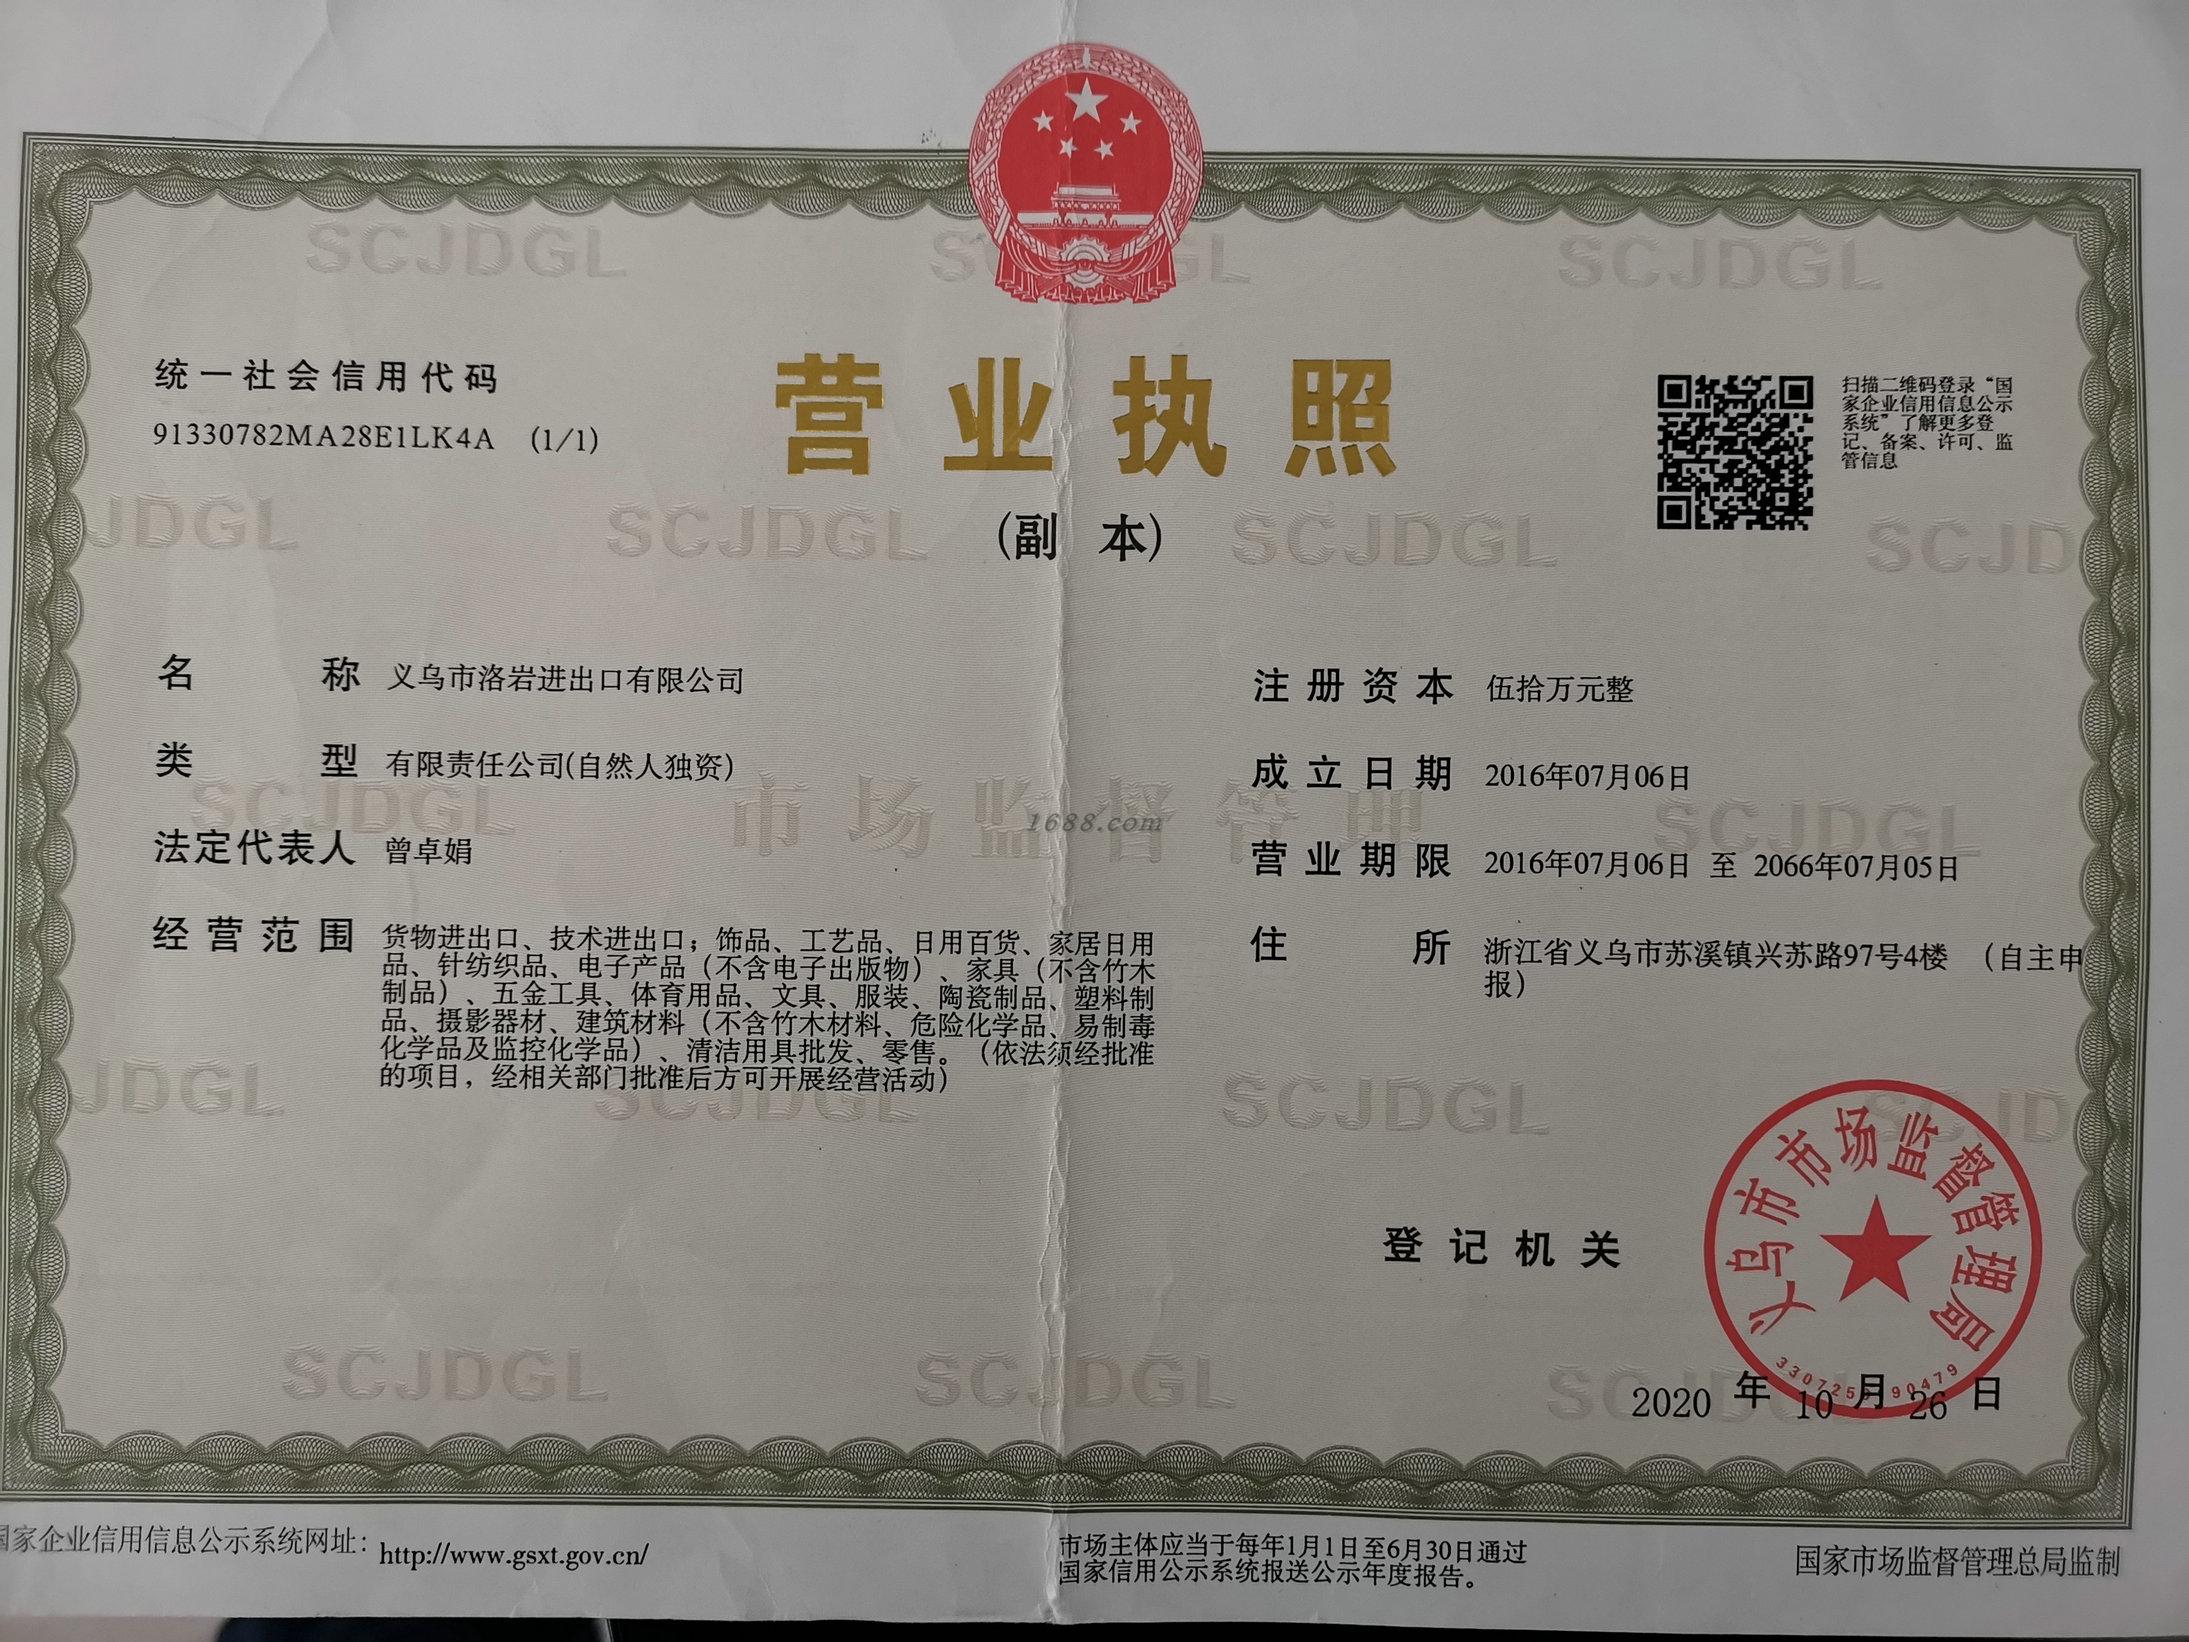 统一社会信用代码
91330782MA28E1LK4A (1/1)
营业执照
(副 本)
扫描二维码登录“国
家企业信用信息公示
系统”了解更多登
记、备案、许可、监
管信息
名 称 义乌市洛岩进出口有限公司
类 型 有限责任公司(自然人独资)
法定代表人 曾卓娟
经营范围 货物进出口、技术进出口；饰品、工艺品、日用百货、家居日用
品、针纺织品、电子产品（不含电子出版物）、家具（不含竹木
制品）、五金工具、体育用品、文具、服装、陶瓷制品、塑料制
品、摄影器材、建筑材料（不含竹木材料、危险化学品、易制毒
化学品及监控化学品）、清洁用具批发、零售。（依法须经批准
的项目，经相关部门批准后方可开展经营活动）
注册资本 伍拾万元整
成立日期 2016年07月06日
营业期限 2016年07月06日 至 2066年07月05日
住 所 浙江省义乌市苏溪镇兴苏路97号4楼 （自主申
报）
SCJDGL
市场监督管理
1688.com
登记机关
义乌市市场监督管理局
2020 年 10 月 26 日
国家企业信用信息公示系统网址：http://www.gsxt.gov.cn/
市场主体应当于每年1月1日至6月30日通过
国家信用公示系统报送公示年度报告。
国家市场监督管理总局监制